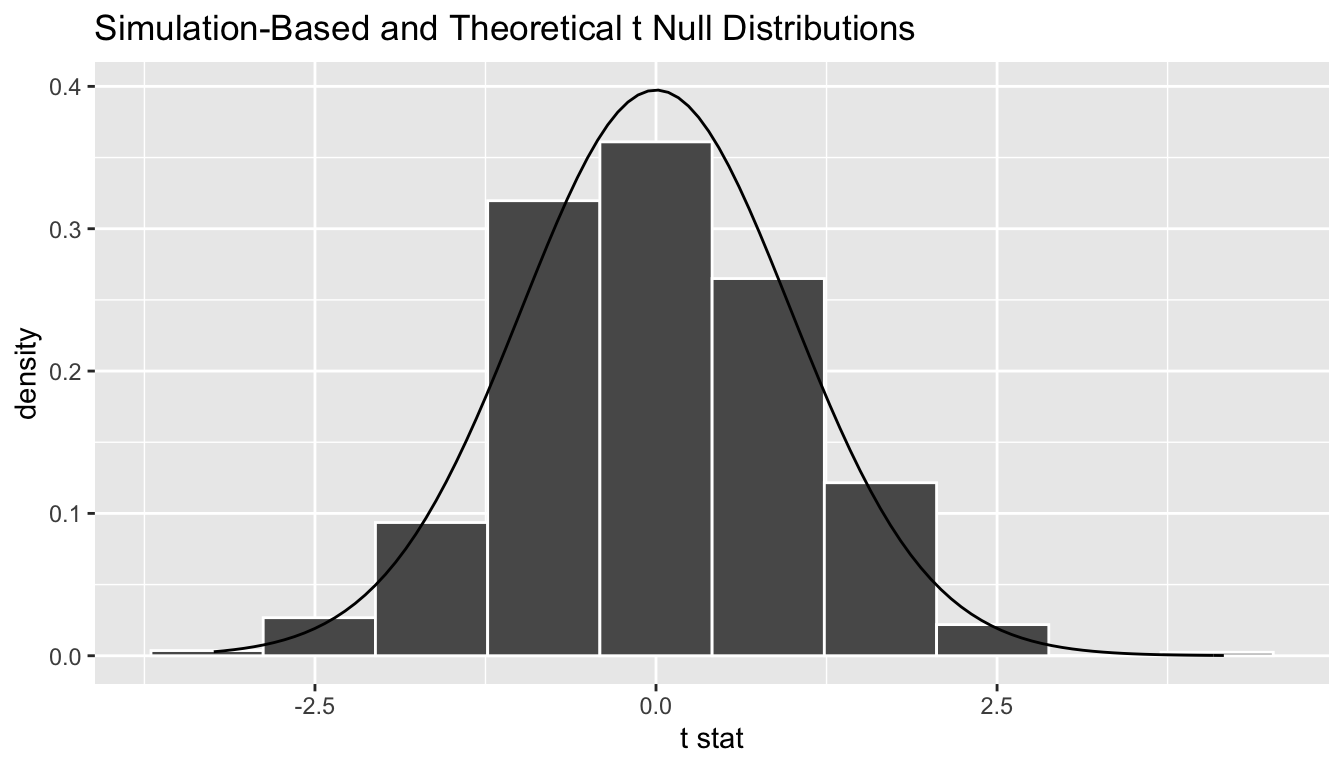 Simulation-Based and Theoretical t Null Distributions
0.4
0.3
0.2
0.1
0.0
density
-2.5 0.0 2.5
t stat